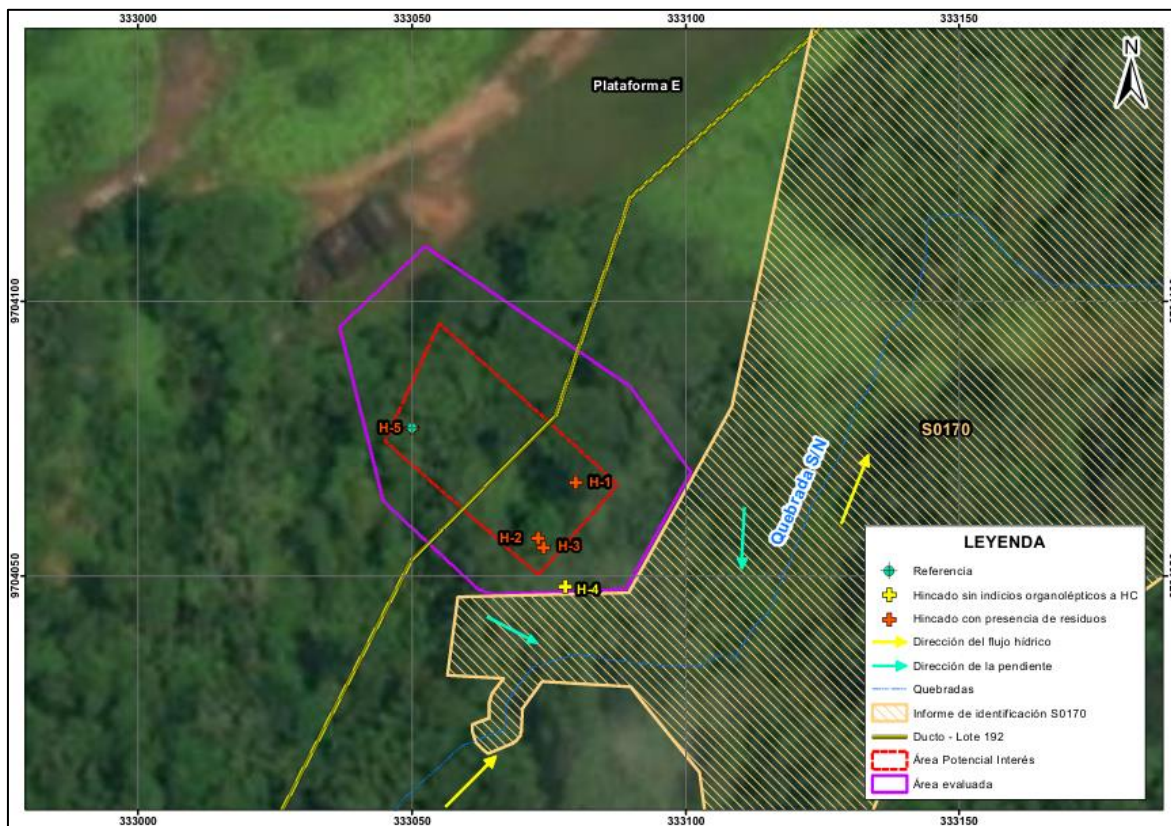 333000
333050
333100
333150
N
Plataforma E
9704100
9704100
H-5
H-1
S0170
H-2
H-3
Quebrada S/N
H-4
9704050
LEYENDA
Referencia
Hincado sin indicios organolépticos a HC
Hincado con presencia de residuos
Dirección del flujo hídrico
Dirección de la pendiente
Quebradas
Informe de identificación S0170
Ducto - Lote 192
Área Potencial Interés
Área evaluada
333000
333050
333100
333150